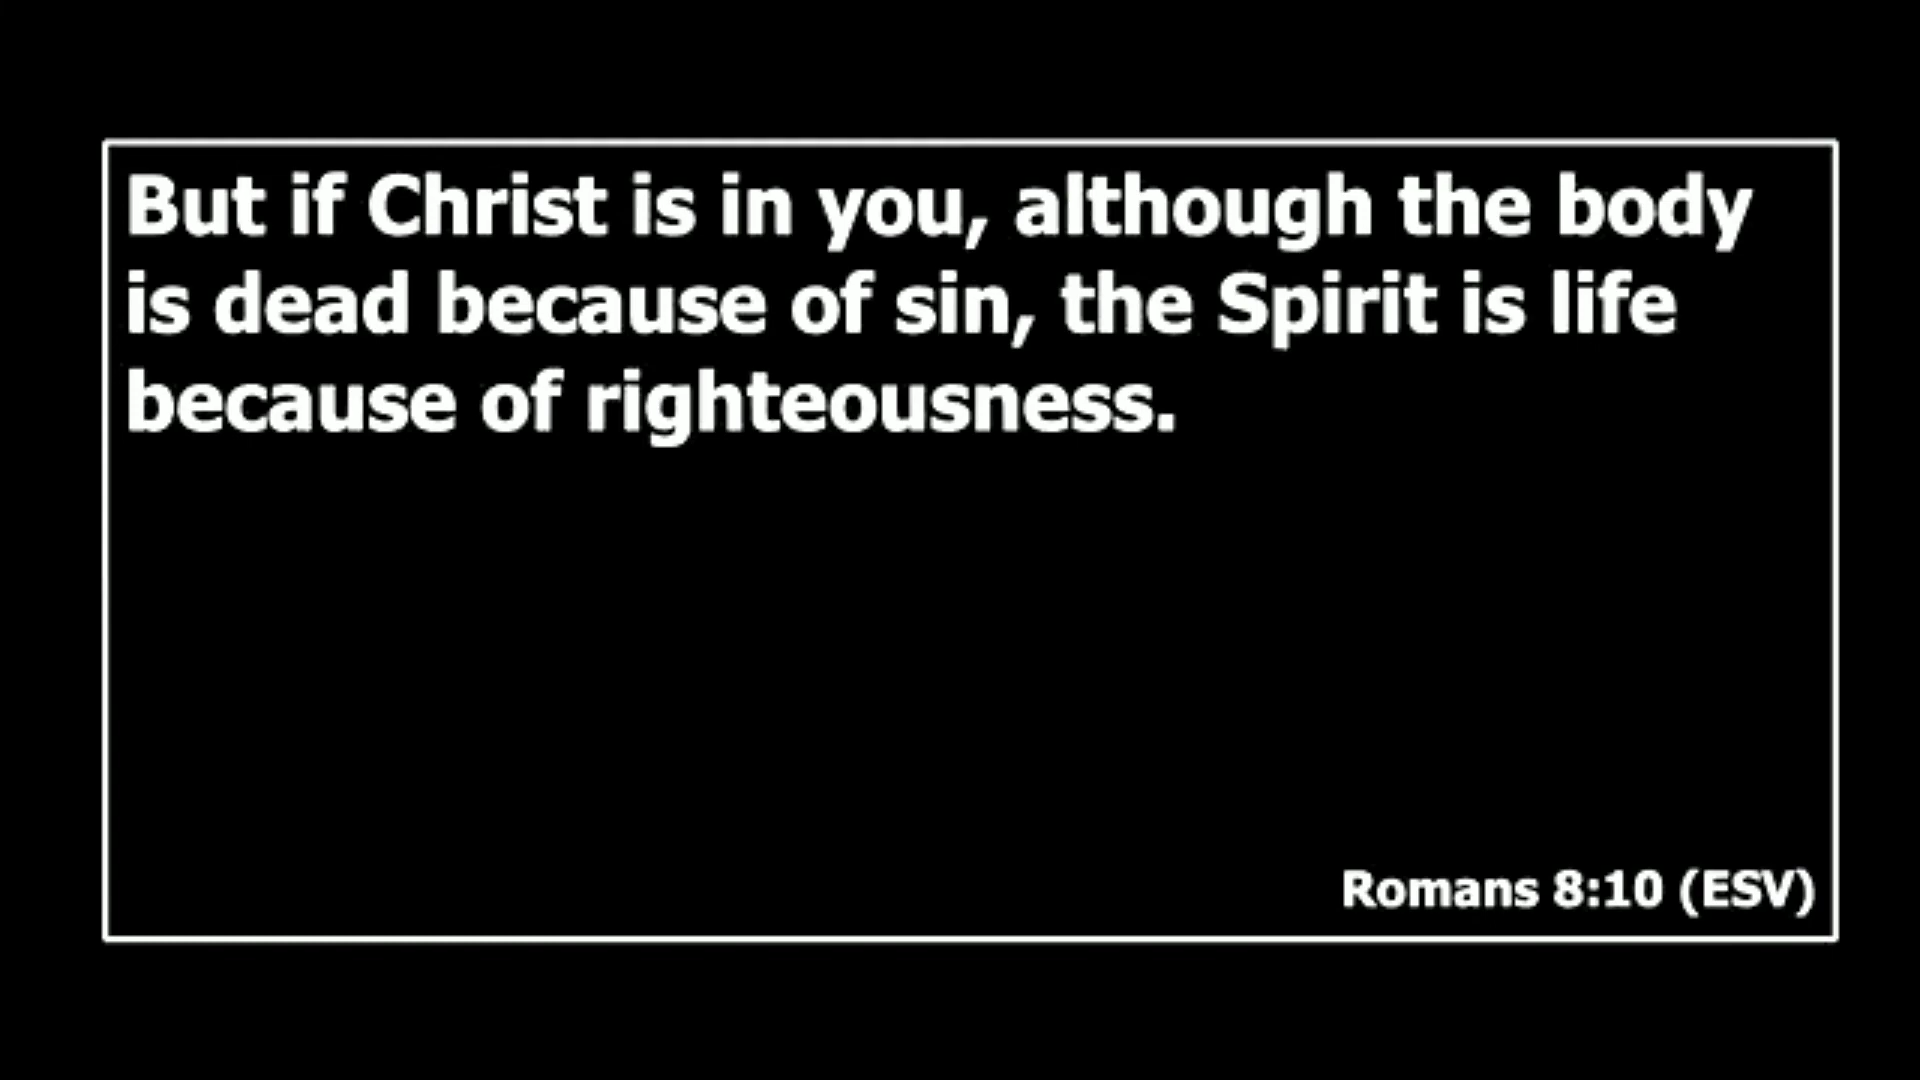 But if Christ is in you, although the body
is dead because of sin, the Spirit is life
because of righteousness.
Romans 8:10 (ESV)